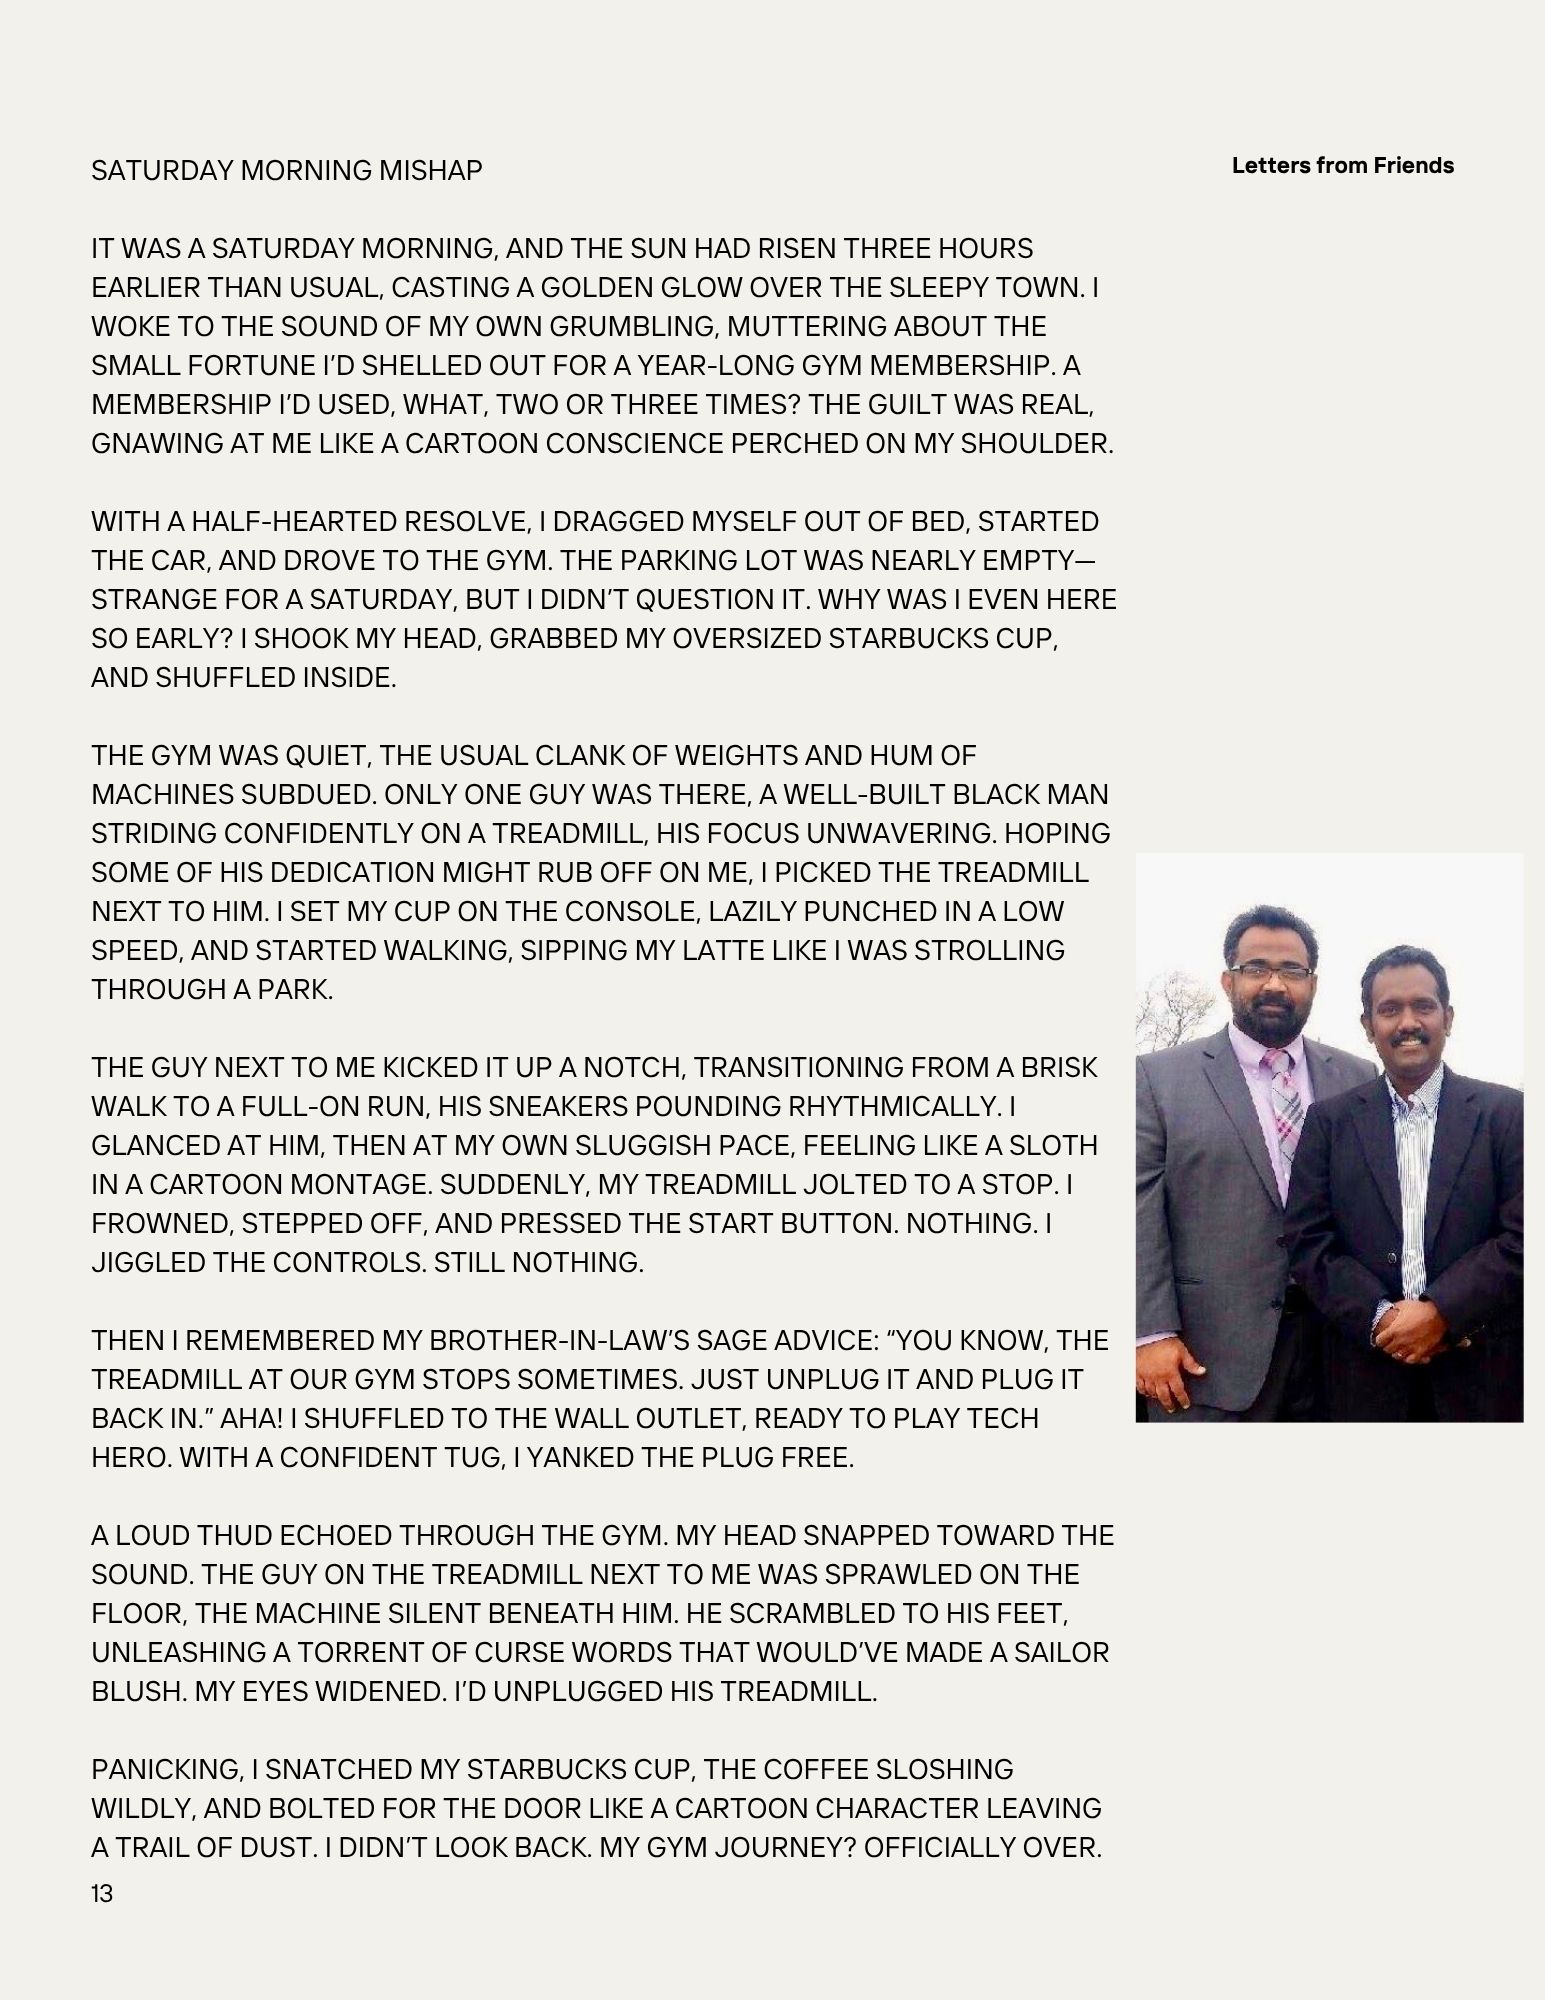 SATURDAY MORNING MISHAP
Letters from Friends
IT WAS A SATURDAY MORNING, AND THE SUN HAD RISEN THREE HOURS
EARLIER THAN USUAL, CASTING A GOLDEN GLOW OVER THE SLEEPY TOWN. I
WOKE TO THE SOUND OF MY OWN GRUMBLING, MUTTERING ABOUT THE
SMALL FORTUNE I’D SHELLED OUT FOR A YEAR-LONG GYM MEMBERSHIP. A
MEMBERSHIP I’D USED, WHAT, TWO OR THREE TIMES? THE GUILT WAS REAL,
GNAWING AT ME LIKE A CARTOON CONSCIENCE PERCHED ON MY SHOULDER.
WITH A HALF-HEARTED RESOLVE, I DRAGGED MYSELF OUT OF BED, STARTED
THE CAR, AND DROVE TO THE GYM. THE PARKING LOT WAS NEARLY EMPTY—
STRANGE FOR A SATURDAY, BUT I DIDN’T QUESTION IT. WHY WAS I EVEN HERE
SO EARLY? I SHOOK MY HEAD, GRABBED MY OVERSIZED STARBUCKS CUP,
AND SHUFFLED INSIDE.
THE GYM WAS QUIET, THE USUAL CLANK OF WEIGHTS AND HUM OF
MACHINES SUBDUED. ONLY ONE GUY WAS THERE, A WELL-BUILT BLACK MAN
STRIDING CONFIDENTLY ON A TREADMILL, HIS FOCUS UNWAVERING. HOPING
SOME OF HIS DEDICATION MIGHT RUB OFF ON ME, I PICKED THE TREADMILL
NEXT TO HIM. I SET MY CUP ON THE CONSOLE, LAZILY PUNCHED IN A LOW
SPEED, AND STARTED WALKING, SIPPING MY LATTE LIKE I WAS STROLLING
THROUGH A PARK.
THE GUY NEXT TO ME KICKED IT UP A NOTCH, TRANSITIONING FROM A BRISK
WALK TO A FULL-ON RUN, HIS SNEAKERS POUNDING RHYTHMICALLY. I
GLANCED AT HIM, THEN AT MY OWN SLUGGISH PACE, FEELING LIKE A SLOTH
IN A CARTOON MONTAGE. SUDDENLY, MY TREADMILL JOLTED TO A STOP. I
FROWNED, STEPPED OFF, AND PRESSED THE START BUTTON. NOTHING. I
JIGGLED THE CONTROLS. STILL NOTHING.
THEN I REMEMBERED MY BROTHER-IN-LAW’S SAGE ADVICE: “YOU KNOW, THE
TREADMILL AT OUR GYM STOPS SOMETIMES. JUST UNPLUG IT AND PLUG IT
BACK IN.” AHA! I SHUFFLED TO THE WALL OUTLET, READY TO PLAY TECH
HERO. WITH A CONFIDENT TUG, I YANKED THE PLUG FREE.
A LOUD THUD ECHOED THROUGH THE GYM. MY HEAD SNAPPED TOWARD THE
SOUND. THE GUY ON THE TREADMILL NEXT TO ME WAS SPRAWLED ON THE
FLOOR, THE MACHINE SILENT BENEATH HIM. HE SCRAMBLED TO HIS FEET,
UNLEASHING A TORRENT OF CURSE WORDS THAT WOULD’VE MADE A SAILOR
BLUSH. MY EYES WIDENED. I’D UNPLUGGED HIS TREADMILL.
PANICKING, I SNATCHED MY STARBUCKS CUP, THE COFFEE SLOSHING
WILDLY, AND BOLTED FOR THE DOOR LIKE A CARTOON CHARACTER LEAVING
A TRAIL OF DUST. I DIDN’T LOOK BACK. MY GYM JOURNEY? OFFICIALLY OVER.
13